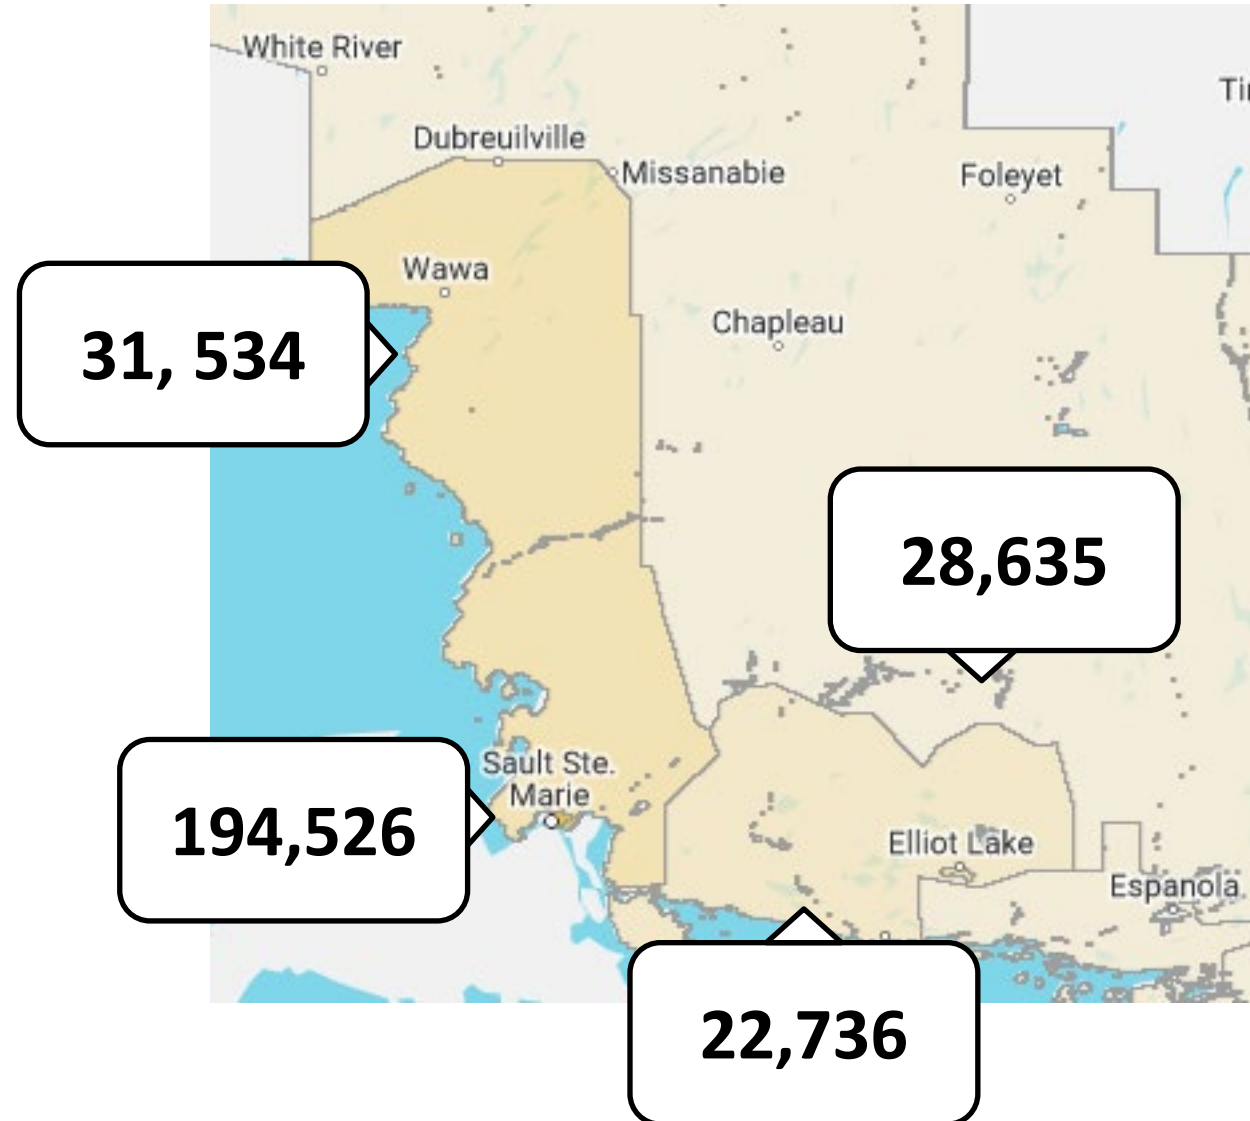 White River
Ti
Dubreuilville
Missanabie
Foleyet
Wawa
Chapleau
31, 534
28,635
Sault Ste.
Marie
194,526
Elliot Lake
Espanola
22,736